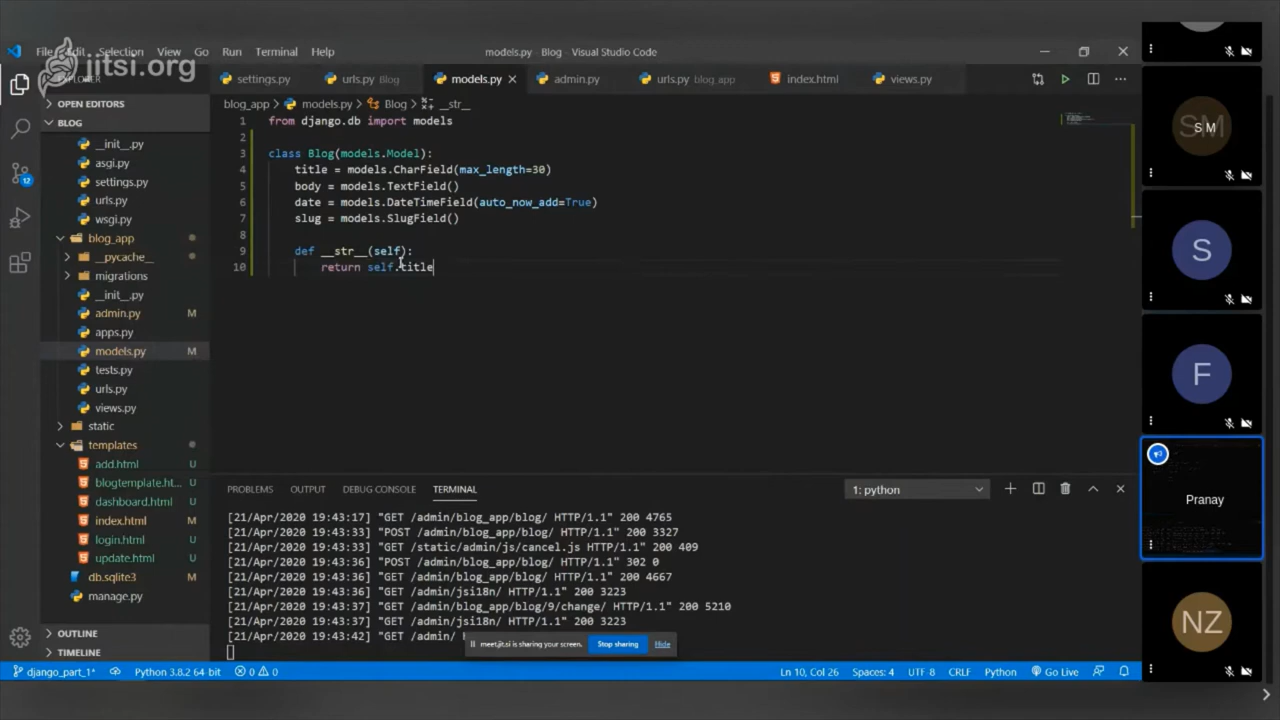 jitsi.org
File Edit Selection View Go Run Terminal Help
models.py - Blog - Visual Studio Code
EXPLORER
OPEN EDITORS
BLOG
__init__.py
asgi.py
settings.py
urls.py
wsgi.py
blog_app
__pycache__
migrations
__init__.py
admin.py M
apps.py
models.py M
tests.py
urls.py
views.py
static
templates
add.html U
blogtemplate.ht... U
dashboard.html U
index.html M
login.html U
update.html U
db.sqlite3 M
manage.py
OUTLINE
TIMELINE
12
settings.py urls.py Blog models.py admin.py urls.py blog_app index.html views.py
blog_app > models.py > Blog > __str__
1 from django.db import models
2
3 class Blog(models.Model):
4 title = models.CharField(max_length=30)
5 body = models.TextField()
6 date = models.DateTimeField(auto_now_add=True)
7 slug = models.SlugField()
8
9 def __str__(self):
10 return self.title
PROBLEMS OUTPUT DEBUG CONSOLE TERMINAL 1: python
[21/Apr/2020 19:43:17] "GET /admin/blog_app/blog/ HTTP/1.1" 200 4765
[21/Apr/2020 19:43:33] "POST /admin/blog_app/blog/ HTTP/1.1" 200 3327
[21/Apr/2020 19:43:33] "GET /static/admin/js/cancel.js HTTP/1.1" 200 409
[21/Apr/2020 19:43:36] "POST /admin/blog_app/blog/ HTTP/1.1" 302 0
[21/Apr/2020 19:43:36] "GET /admin/blog_app/blog/ HTTP/1.1" 200 4667
[21/Apr/2020 19:43:36] "GET /admin/jsi18n/ HTTP/1.1" 200 3223
[21/Apr/2020 19:43:37] "GET /admin/blog_app/blog/9/change/ HTTP/1.1" 200 5210
[21/Apr/2020 19:43:37] "GET /admin/jsi18n/ HTTP/1.1" 200 3223
[21/Apr/2020 19:43:42] "GET /admin/
meet.jit.si is sharing your screen. Stop sharing Hide
django_part_1* Python 3.8.2 64-bit 0 0 Ln 10, Col 26 Spaces: 4 UTF-8 CRLF Python Go Live
S M
SM
S
F
Pranay
NZ